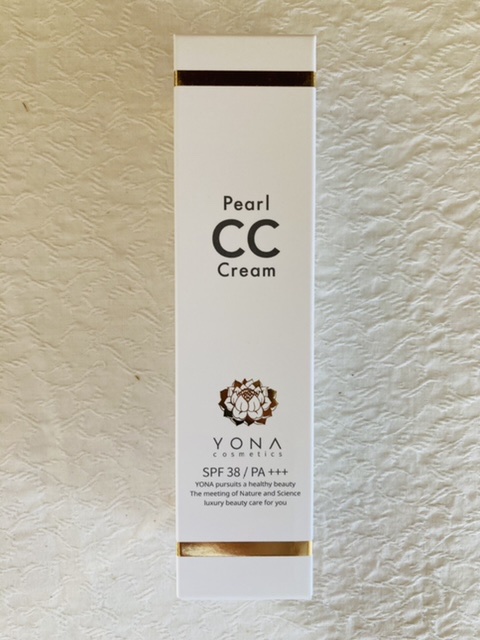 Pearl
CC
Cream
YONA
cosmetics
SPF 38 / PA +++
YONA pursuits a healthy beauty
The meeting of Nature and Science
luxury beauty care for you